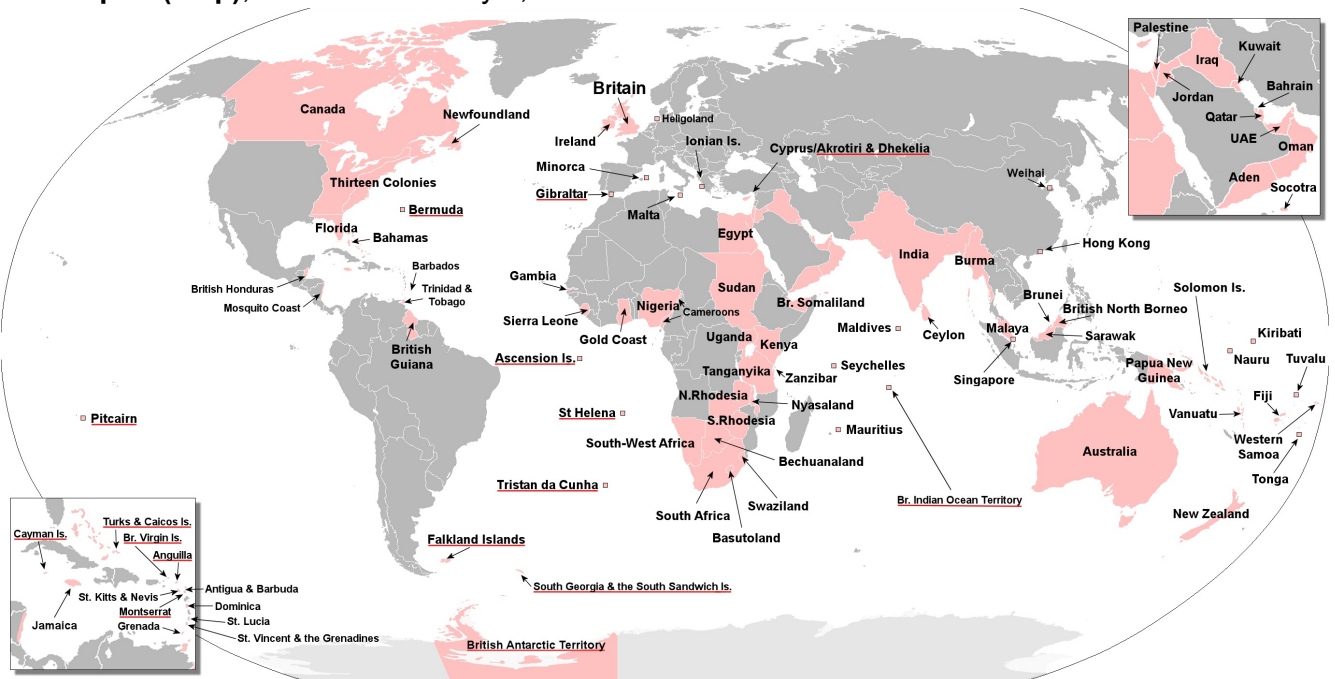 Palestine
Kuwait
Iraq
Jordan
Bahrain
Qatar
UAE
Oman
Aden
Socotra
Britain
Canada
Newfoundland
Heligoland
Ireland
Ionian Is.
Cyprus/Akrotiri & Dhekelia
Minorca
Weihai
Thirteen Colonies
Gibraltar
Bermuda
Malta
Florida
Bahamas
Egypt
Hong Kong
India
Burma
Barbados
Gambia
British Honduras
Trinidad &
Tobago
Sudan
Solomon Is.
Mosquito Coast
Nigeria
Br. Somaliland
Brunei
British North Borneo
Cameroons
Sierra Leone
Maldives
Malaya
Ceylon
Sarawak
Kiribati
Gold Coast
Uganda
Kenya
British
Guiana
Ascension Is.
Nauru
Tuvalu
Seychelles
Papua New
Guinea
Tanganyika
Zanzibar
Singapore
N.Rhodesia
Nyasaland
Fiji
Pitcairn
St Helena
S.Rhodesia
Mauritius
Vanuatu
Western
Samoa
South-West Africa
Australia
Bechuanaland
Tonga
Tristan da Cunha
Swaziland
Br. Indian Ocean Territory
South Africa
New Zealand
Basutoland
Falkland Islands
South Georgia & the South Sandwich Is.
British Antarctic Territory
Turks & Caicos Is.
Cayman Is.
Br. Virgin Is.
Anguilla
Antigua & Barbuda
St. Kitts & Nevis
Montserrat
Dominica
Jamaica
Grenada
St. Lucia
St. Vincent & the Grenadines